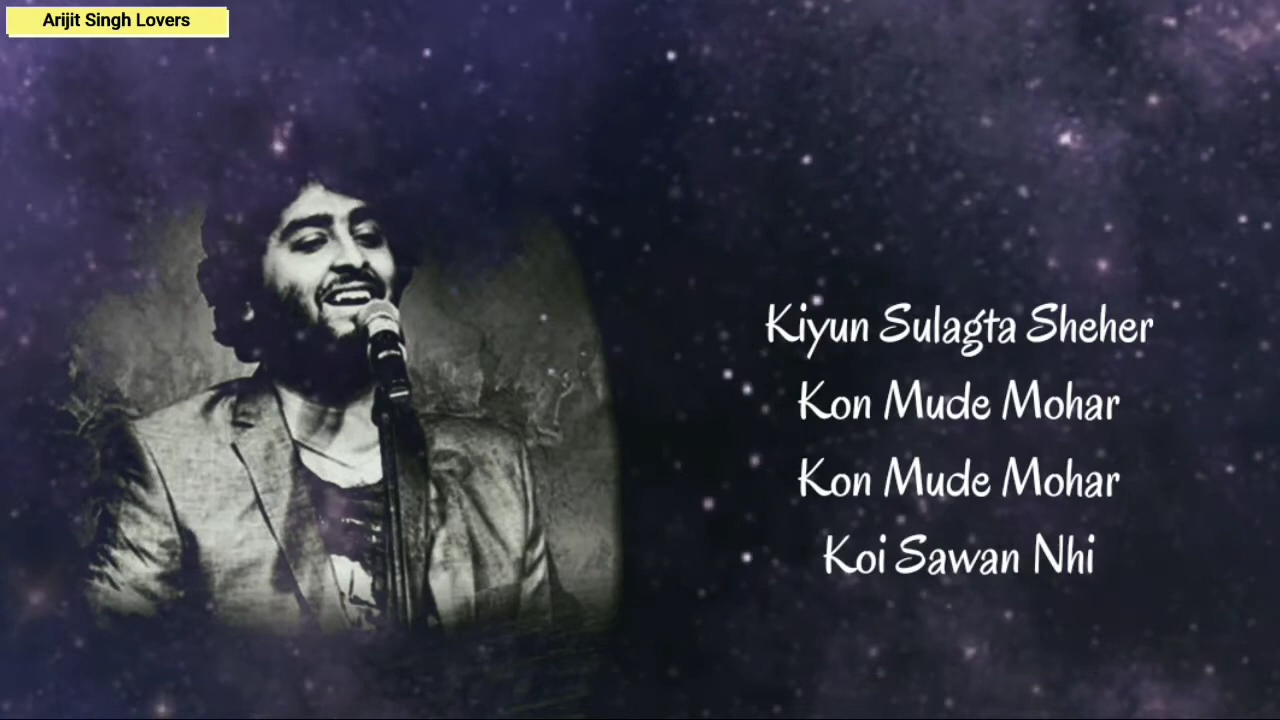 Arijit Singh Lovers
Kiyun Sulagta Sheher
Kon Mude Mohar
Kon Mude Mohar
Koi Sawan Nhi